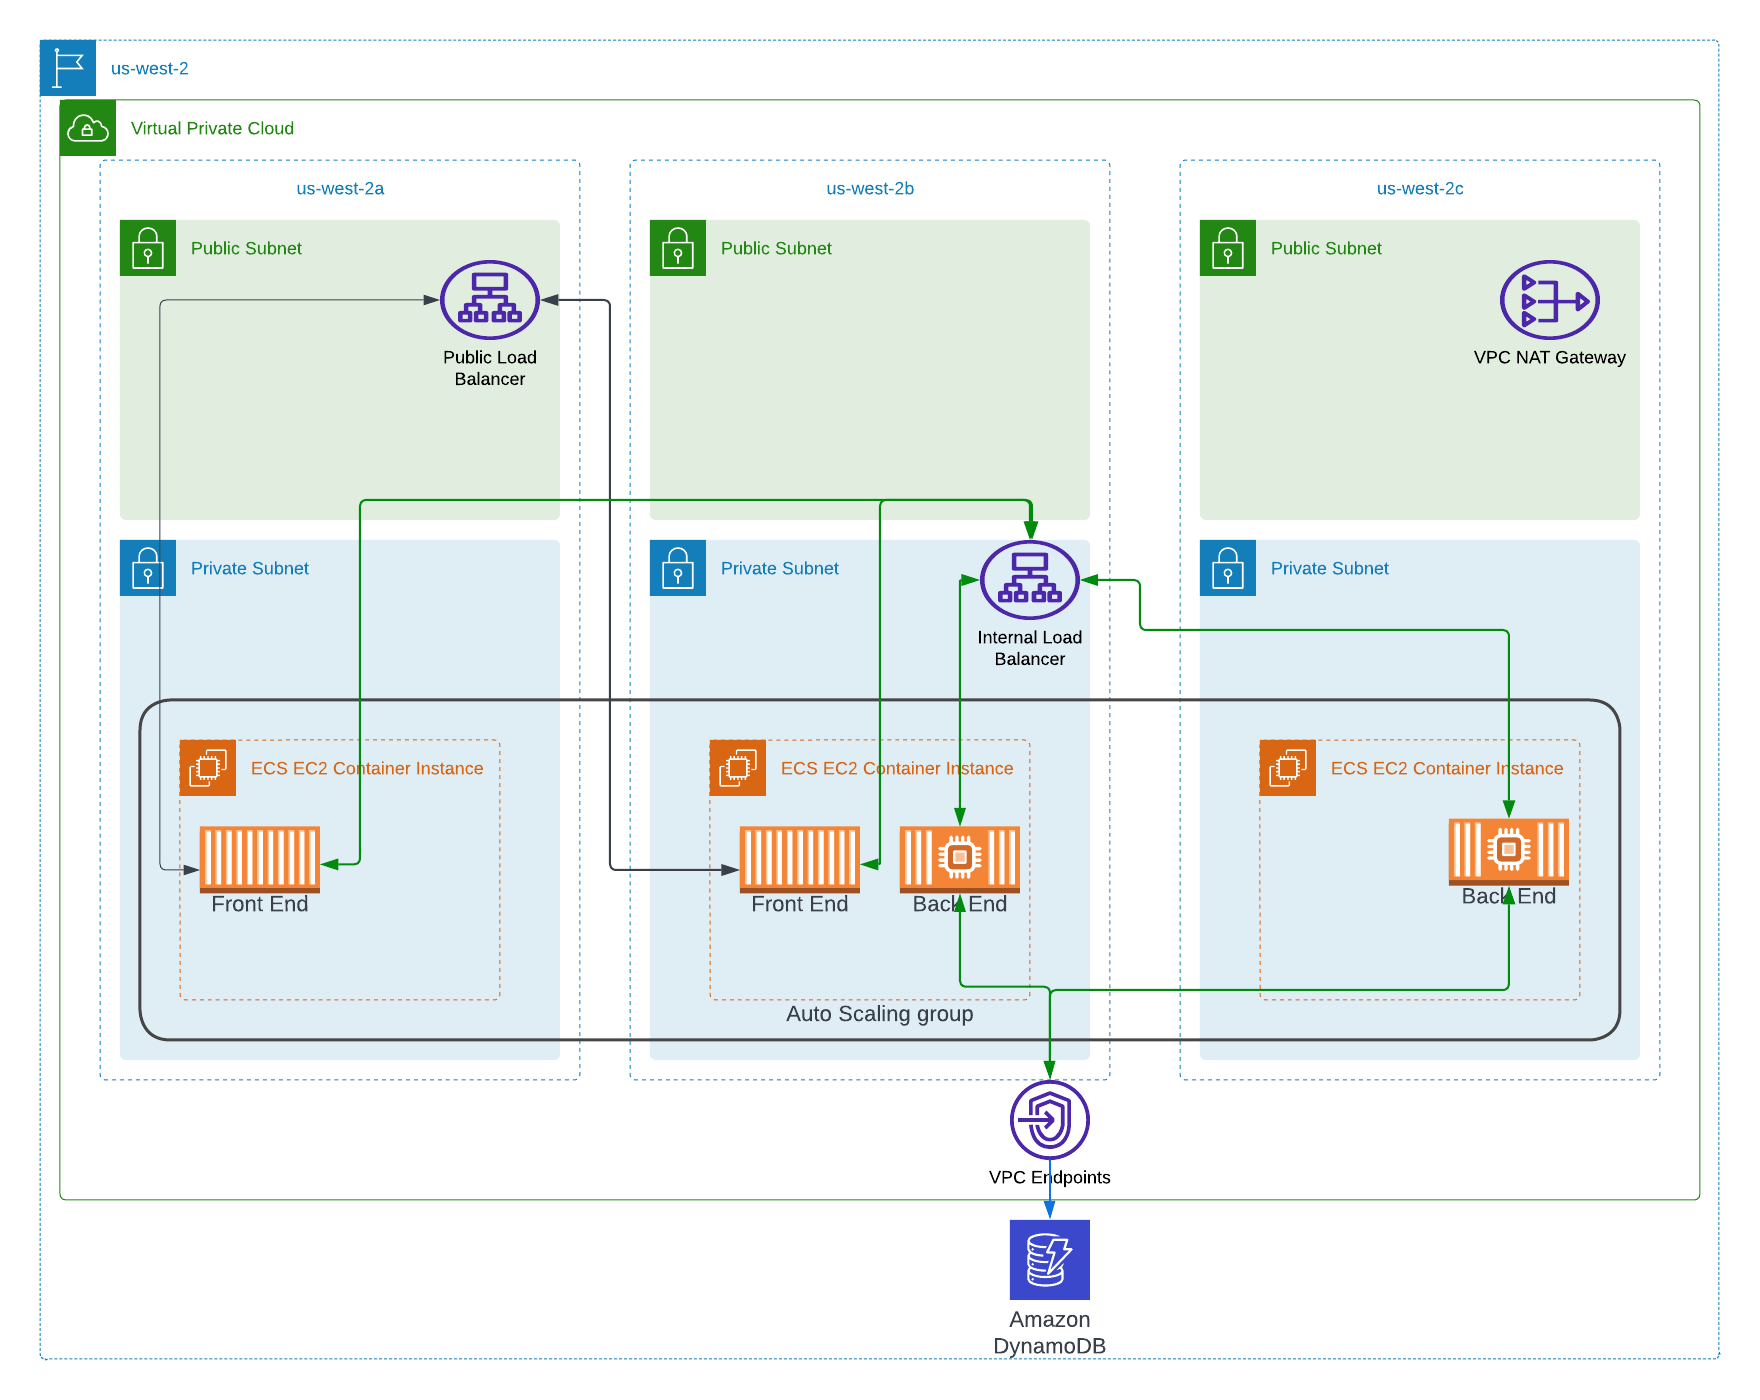 us-west-2
Virtual Private Cloud
us-west-2a
us-west-2b
us-west-2c
Public Subnet
Public Subnet
Public Subnet
Public Load
Balancer
VPC NAT Gateway
Private Subnet
Private Subnet
Private Subnet
Internal Load
Balancer
ECS EC2 Container Instance
ECS EC2 Container Instance
ECS EC2 Container Instance
Front End
Front End
Back End
Back End
Auto Scaling group
VPC Endpoints
Amazon
DynamoDB